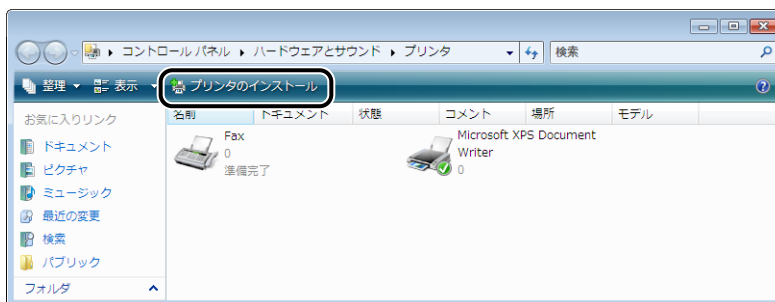 コントロール パネル ▸ ハードウェアとサウンド ▸ プリンタ
検索
整理 表示 プリンタのインストール
お気に入りリンク
ドキュメント
ピクチャ
ミュージック
最近の変更
検索
パブリック
フォルダ
名前 ドキュメント 状態 コメント 場所 モデル
Fax
0
準備完了
Microsoft XPS Document
Writer
0